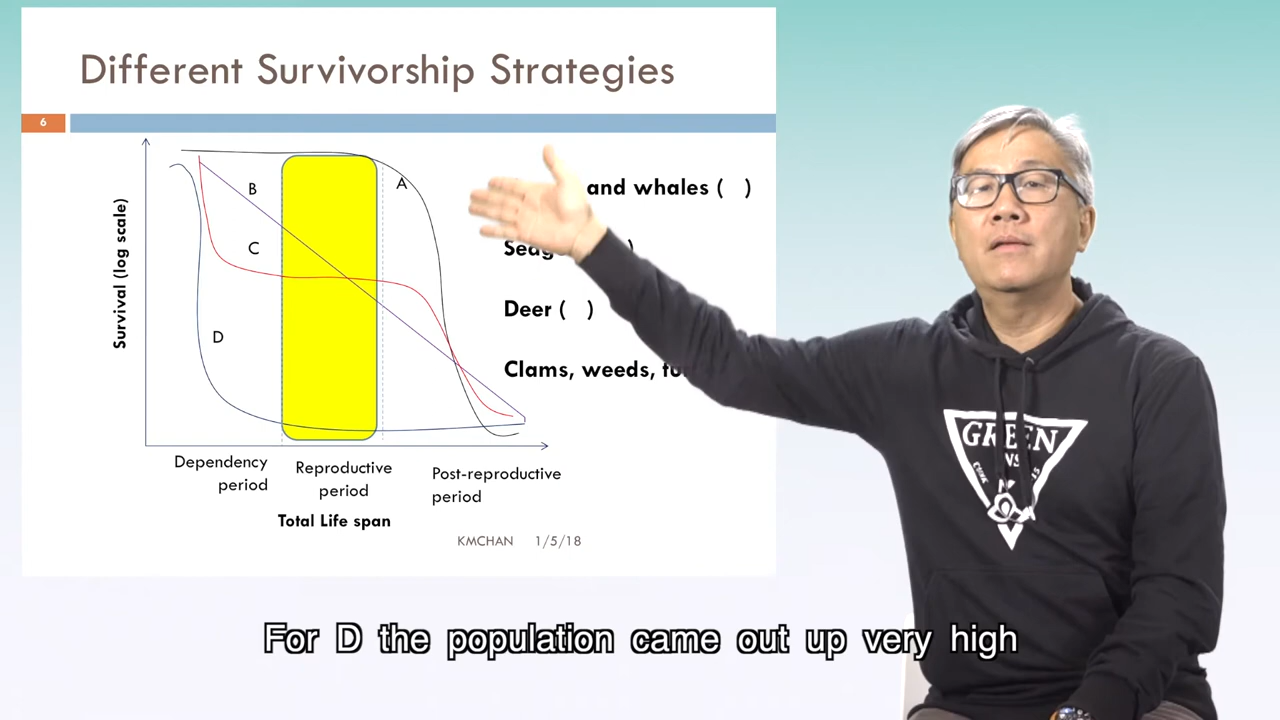 Different Survivorship Strategies
6
Survival (log scale)
A
B
C
D
and whales ( )
)
Deer ( )
Clams, weeds,
Dependency
period
Reproductive
period
Post-reproductive
period
Total Life span
KMCHAN 1/5/18
GREEN
For D the population came out up very high